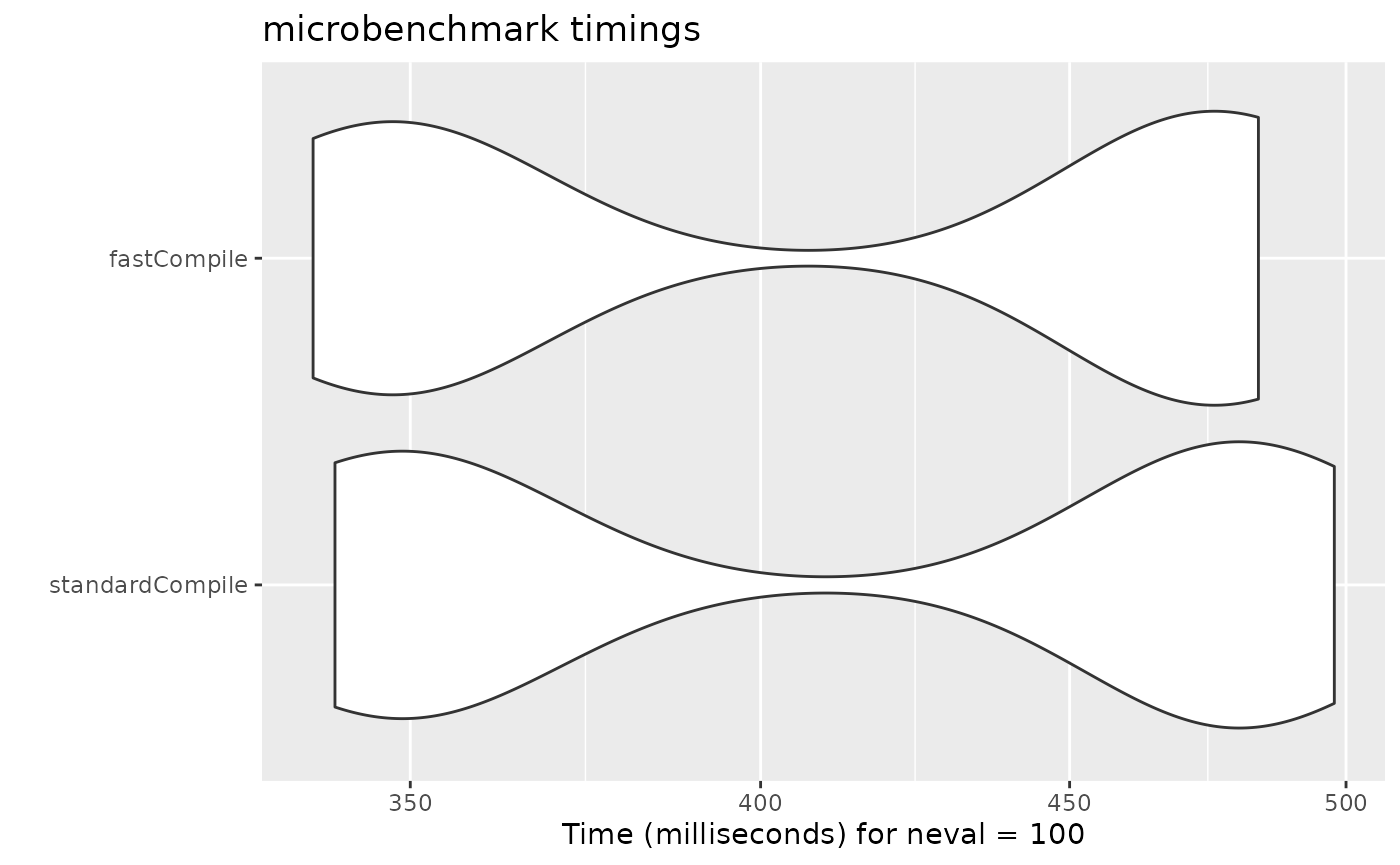 microbenchmark timings
fastCompile
standardCompile
350 400 450 500
Time (milliseconds) for neval = 100